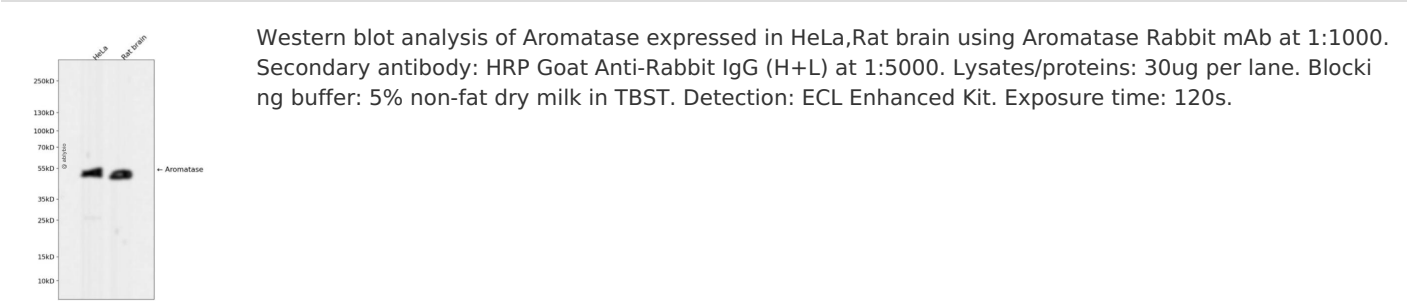 HeLa
Rat brain
250kD
130kD
100kD
70kD
55kD
35kD
25kD
15kD
10kD
@ abybio
← Aromatase
Western blot analysis of Aromatase expressed in HeLa,Rat brain using Aromatase Rabbit mAb at 1:1000.
Secondary antibody: HRP Goat Anti-Rabbit IgG (H+L) at 1:5000. Lysates/proteins: 30ug per lane. Blocki
ng buffer: 5% non-fat dry milk in TBST. Detection: ECL Enhanced Kit. Exposure time: 120s.